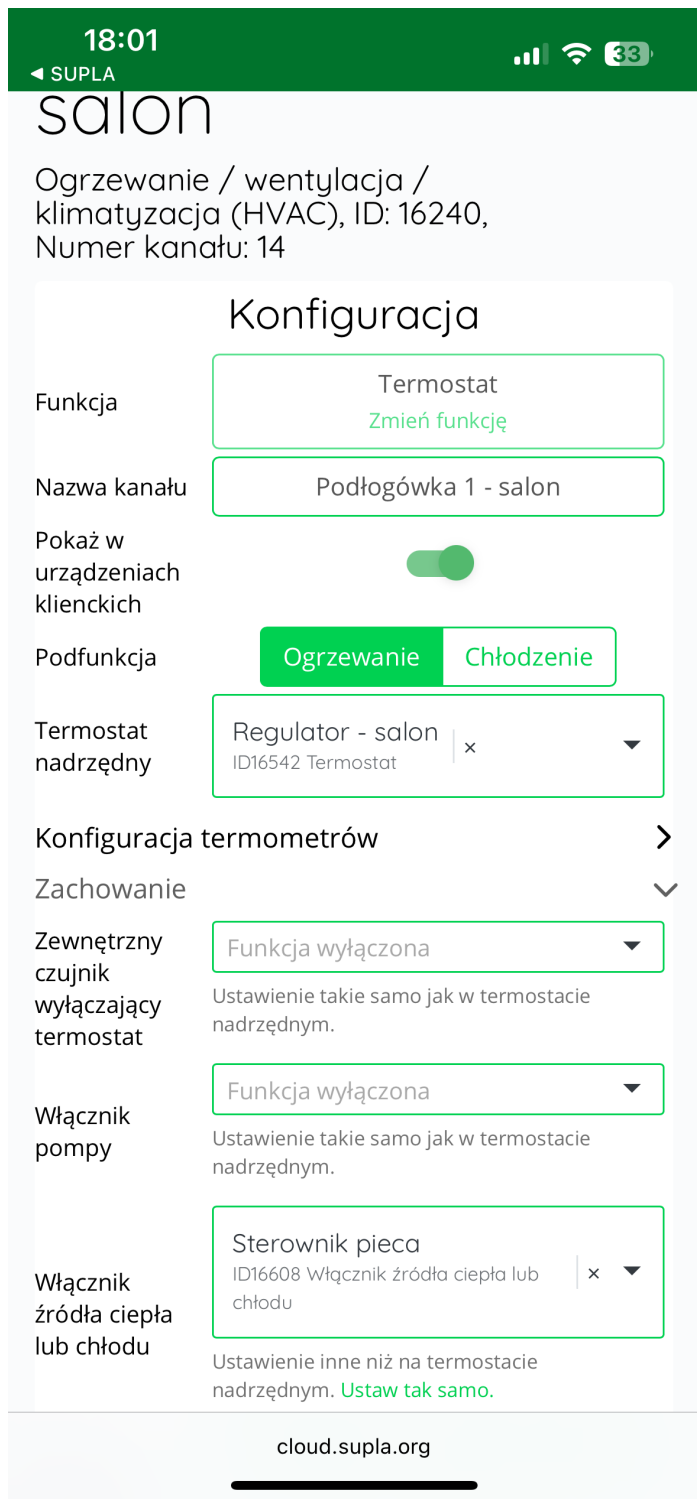 18:01
33
◀ SUPLA
salon
Ogrzewanie / wentylacja /
klimatyzacja (HVAC), ID: 16240,
Numer kanału: 14
Konfiguracja
Funkcja
Termostat
Zmień funkcję
Nazwa kanału
Podłogówka 1 - salon
Pokaż w
urządzeniach
klienckich
Podfunkcja
Ogrzewanie
Chłodzenie
Termostat
nadrzędny
Regulator - salon
ID16542 Termostat
×
Konfiguracja termometrów
Zachowanie
Zewnętrzny
czujnik
wyłączający
termostat
Funkcja wyłączona
Ustawienie takie samo jak w termostacie
nadrzędnym.
Włącznik
pompy
Funkcja wyłączona
Ustawienie takie samo jak w termostacie
nadrzędnym.
Włącznik
źródła ciepła
lub chłodu
Sterownik pieca
ID16608 Włącznik źródła ciepła lub
chłodu
×
Ustawienie inne niż na termostacie
nadrzędnym. Ustaw tak samo.
cloud.supla.org